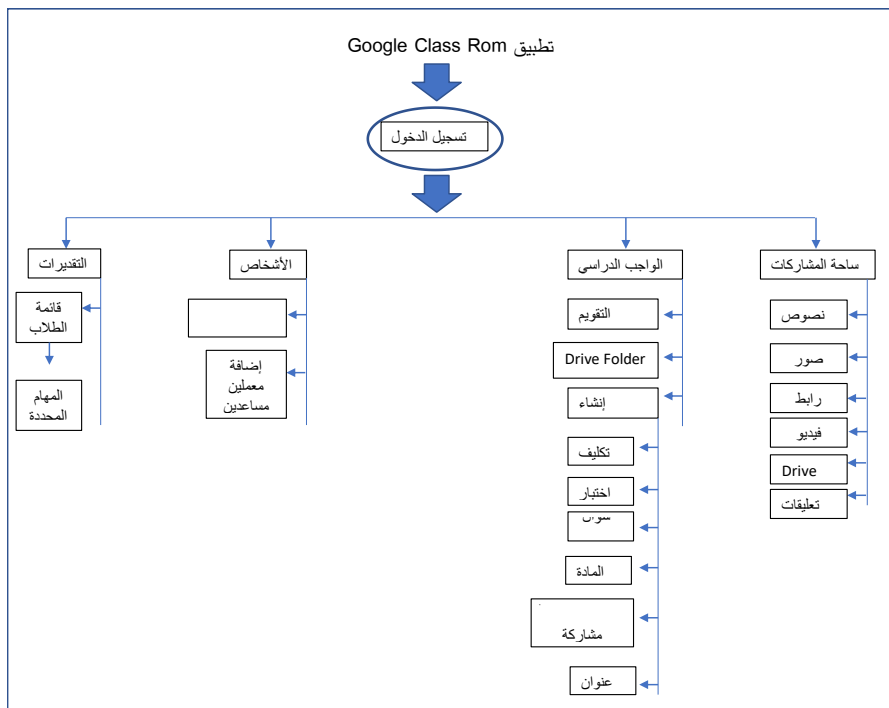 تطبيق Google Class Rom
تسجيل الدخول
ساحة المشاركات
نصوص
صور
رابط
فيديو
Drive
تعليقات
الواجب الدراسي
التقويم
Drive Folder
إنشاء
تكليف
اختبار
المادة
مشاركة
عنوان
الأشخاص
إضافة
معملين
مساعدين
التقديرات
قائمة
الطلاب
المهام
المحددة